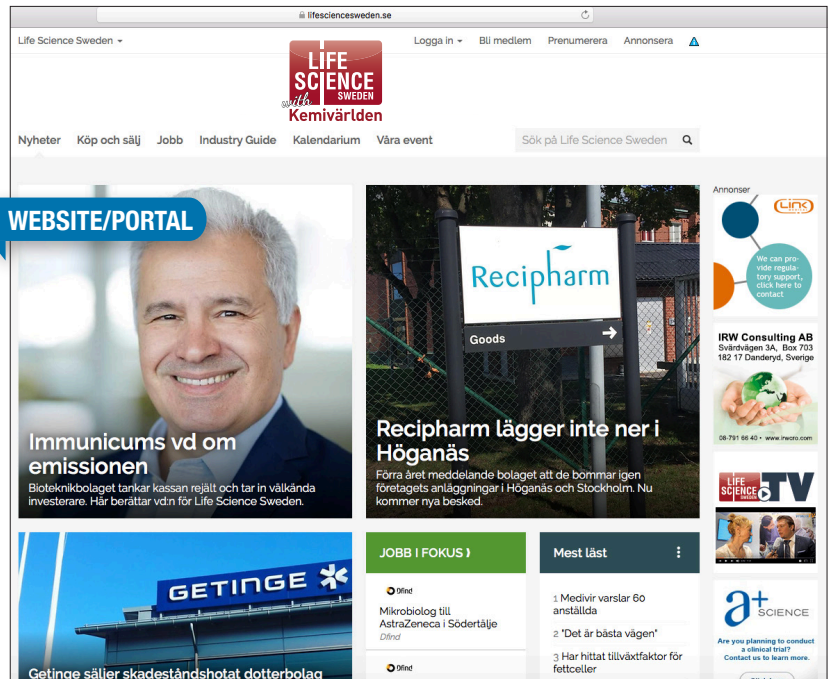 lifesciencesweden.se
Life Science Sweden
Logga in
Bli medlem
Prenumerera
Annonsera
LIFE
SCIENCE
SWEDEN
with
Kemivärlden
Nyheter
Köp och sälj
Jobb
Industry Guide
Kalendarium
Våra event
Sök på Life Science Sweden
WEBSITE/PORTAL
Immunicums vd om
emissionen
Bioteknikbolaget tankar kassan rejält och tar in välkända
investerare. Här berättar vd:n för Life Science Sweden.
Recipharm
Goods
Recipharm lägger inte ner i
Höganäs
Förra året meddelande bolaget att de bommar igen
företagets anläggningar i Höganäs och Stockholm. Nu
kommer nya besked.
Annonser
LINK
We can pro-
vide regula-
tory support,
click here to
contact
IRW Consulting AB
Svärdvägen 3A, Box 703
182 17 Danderyd, Sverige
08-791 66 40 • www.irwcro.com
LIFE
SCIENCE
TV
GETINGE
Getinge säljer skadeståndshotat dotterbolag
JOBB I FOKUS
Dfind
Mikrobiolog till
AstraZeneca i Södertälje
Dfind
Dfind
Mest läst
1 Medivir varslar 60
anställda
2 "Det är bästa vägen"
3 Har hittat tillväxtfaktor för
fettceller
a+
SCIENCE
Are you planning to conduct
a clinical trial?
Contact us to learn more.